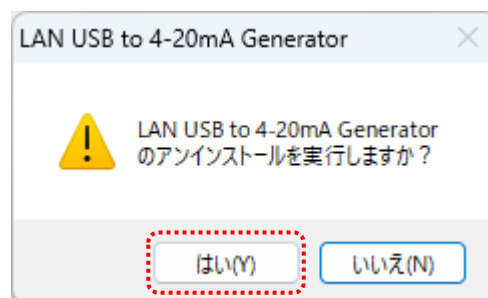 LAN USB to 4-20mA Generator
LAN USB to 4-20mA Generator
のアンインストールを実行しますか？
はい(Y)
いいえ(N)